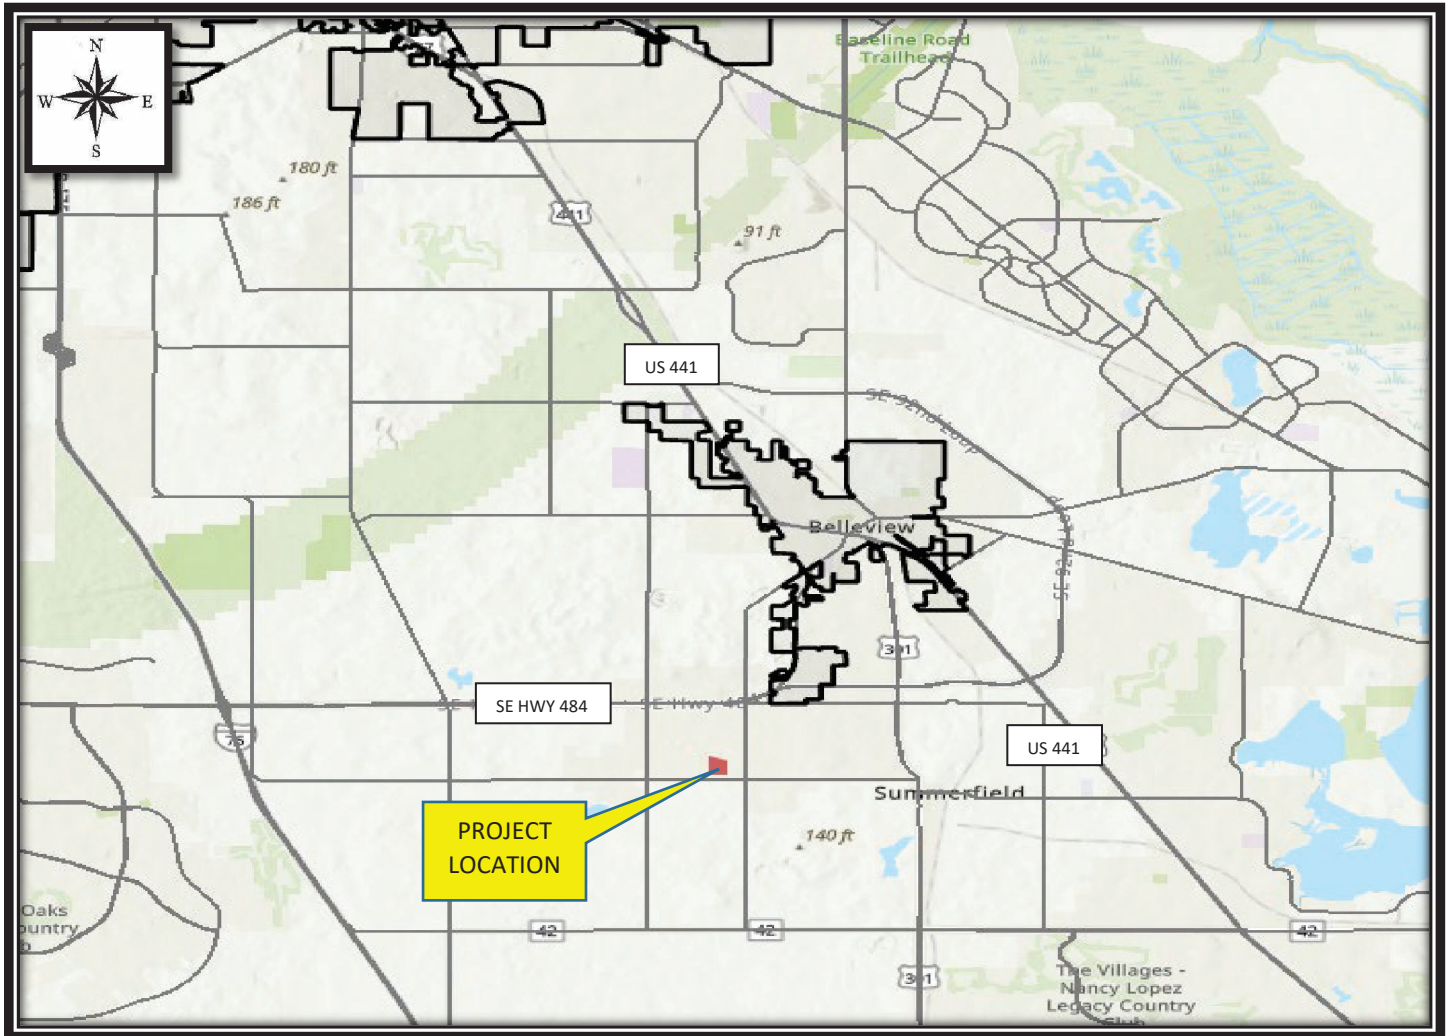 N
W E
S
Baseline Road
Trailhead
180 ft
186 ft
441
91 ft
US 441
SE 92nd Loop
Belleview
301
SE HWY 484
SE Hwy 484
75
US 441
Summerfield
PROJECT
LOCATION
140 ft
Oaks
ountry
b
42
42
42
301
The Villages -
Nancy Lopez
Legacy Country
Club